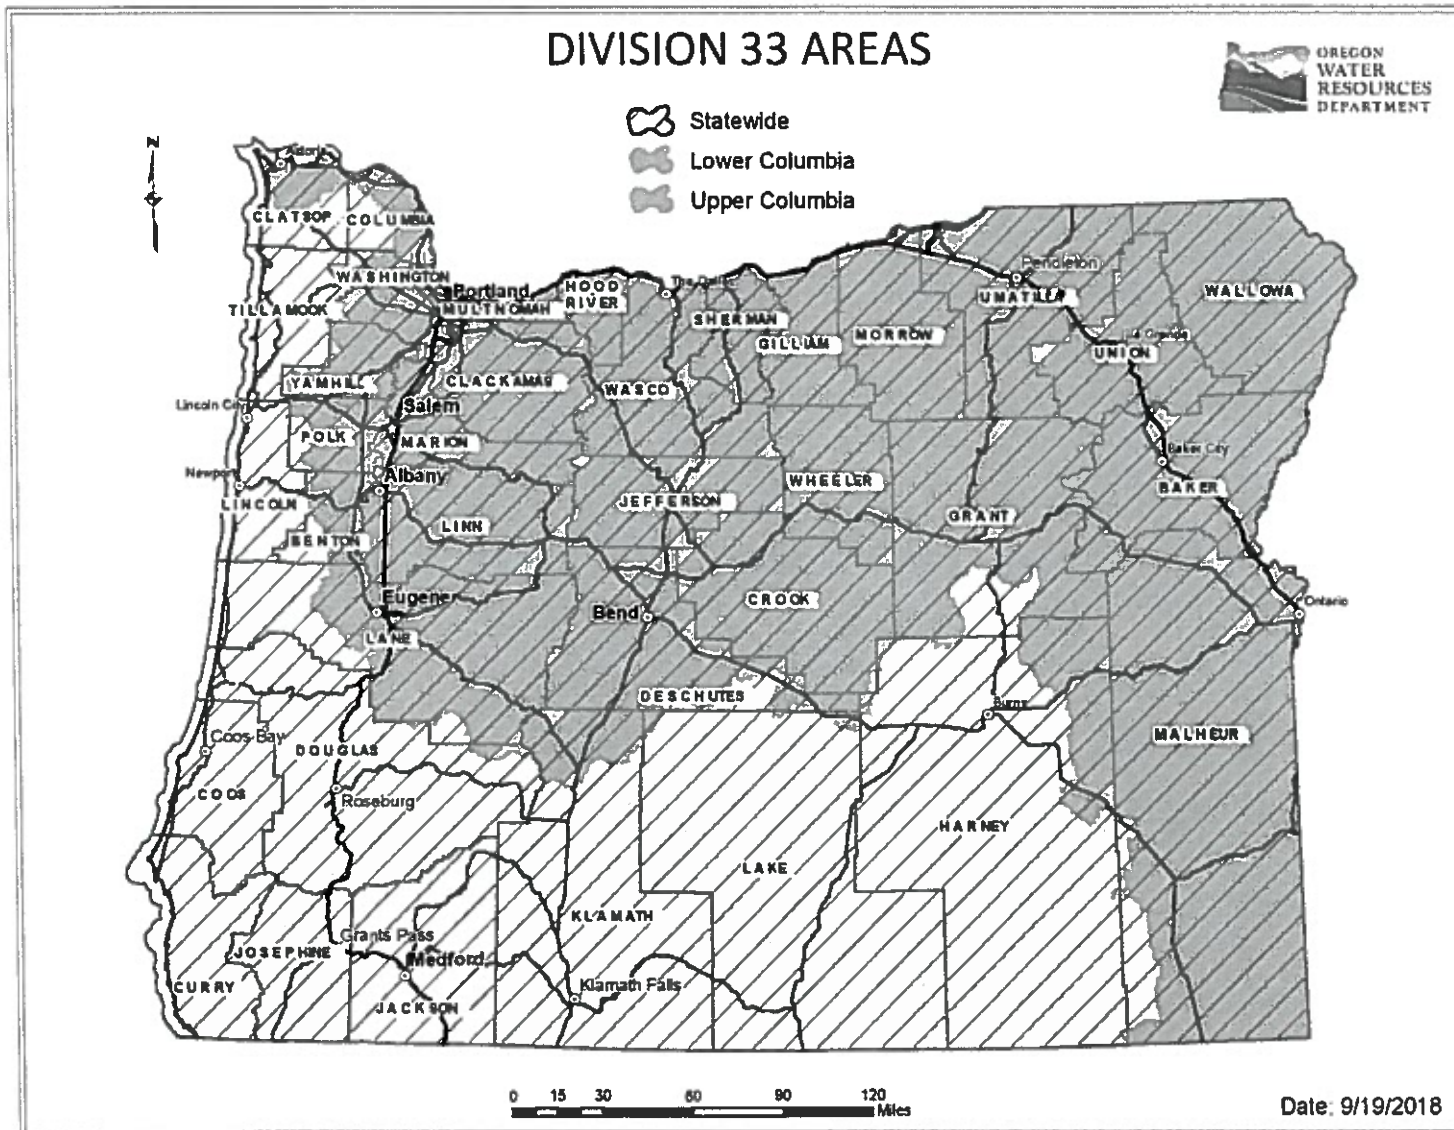 DIVISION 33 AREAS
OREGON
WATER
RESOURCES
DEPARTMENT
Statewide
Lower Columbia
Upper Columbia
N
Astoria
CLATSOP
COLUMBIA
WASHINGTON
Portland
MULTNOMAH
HOOD
RIVER
The Dalles
Pendleton
UMATILLA
WALLOWA
TILLAMOOK
SHERMAN
GILLIAM
MORROW
La Grande
UNION
YAMHILL
CLACKAMAS
WASCO
Lincoln City
Salem
POLK
MARION
Baker City
Newport
Albany
WHEELER
BAKER
LINCOLN
JEFFERSON
LINN
GRANT
BENTON
Eugene
Bend
CROOK
Ontario
LANE
DESCHUTES
Burns
Coos Bay
DOUGLAS
MALHEUR
COOS
Roseburg
HARNEY
LAKE
KLAMATH
Grants Pass
JOSEPHINE
Medford
CURRY
Klamath Falls
JACKSON
0 15 30 60 90 120
Miles
Date: 9/19/2018